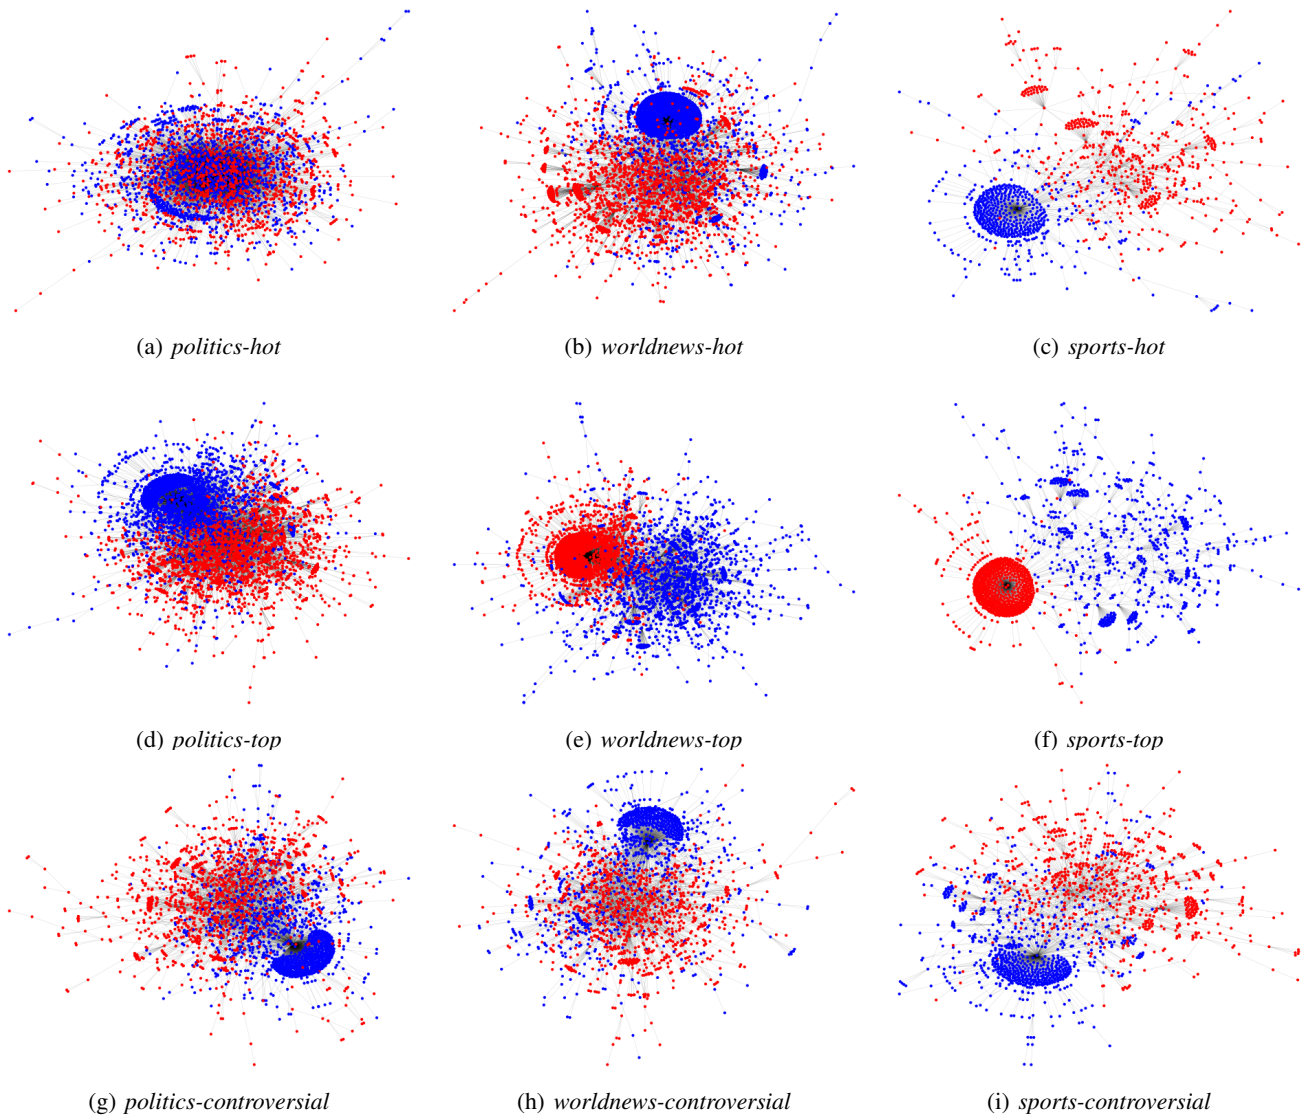 (a) politics-hot
(b) worldnews-hot
(c) sports-hot
(d) politics-top
(e) worldnews-top
(f) sports-top
(g) politics-controversial
(h) worldnews-controversial
(i) sports-controversial